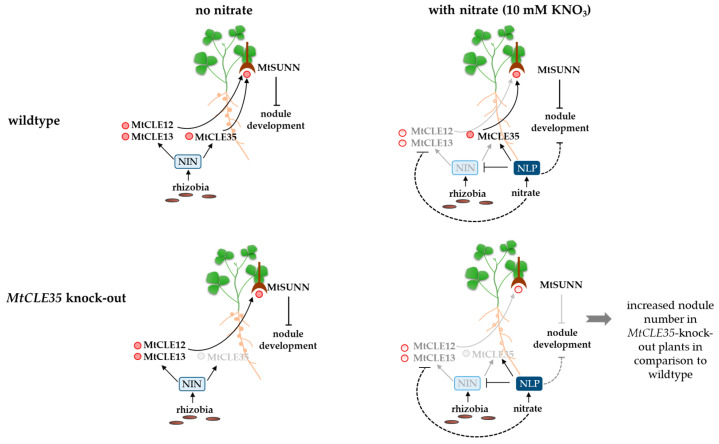 no nitrate
with nitrate (10 mM KNO₃)
wildtype
MtSUNN
nodule
development
MtCLE12
MtCLE13
MtCLE35
NIN
rhizobia
MtSUNN
nodule
development
MtCLE12
MtCLE13
MtCLE35
NIN
NLP
rhizobia
nitrate
MtCLE35 knock-out
MtSUNN
nodule
development
MtCLE12
MtCLE13
MtCLE35
NIN
rhizobia
MtSUNN
nodule
development
MtCLE12
MtCLE13
MtCLE35
NIN
NLP
rhizobia
nitrate
increased nodule
number in
MtCLE35-knock-
out plants in
comparison to
wildtype